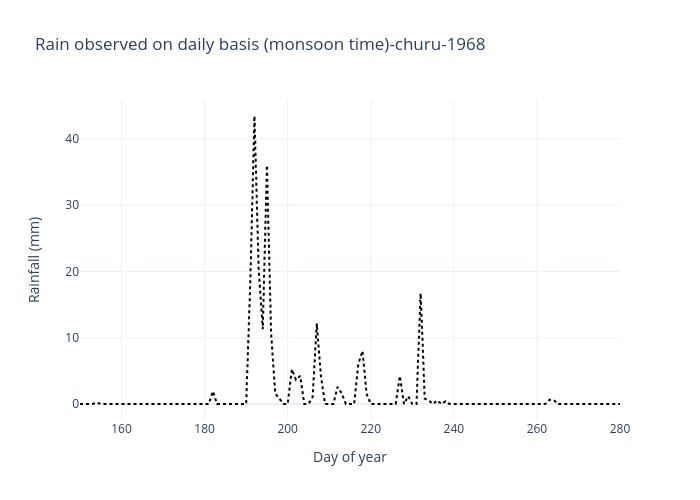 Rain observed on daily basis (monsoon time)-churu-1968
40
30
20
10
0
Rainfall (mm)
160 180 200 220 240 260 280
Day of year